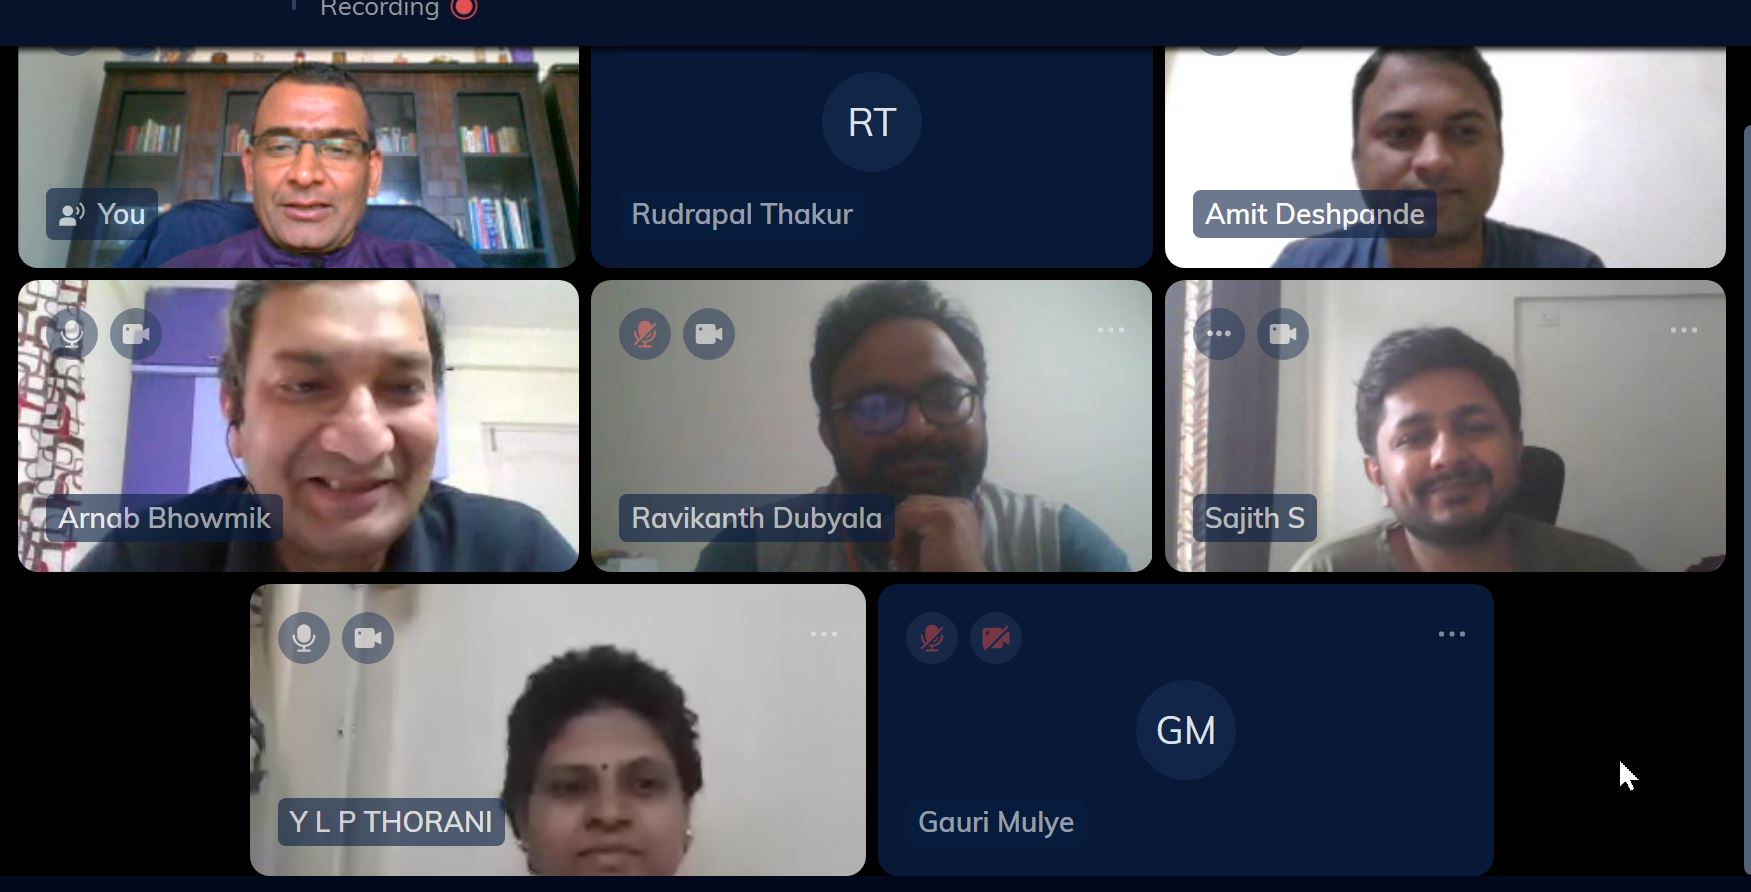 Recording
You
RT
Rudrapal Thakur
Amit Deshpande
Arnab Bhowmik
Ravikanth Dubyala
Sajith S
Y L P THORANI
GM
Gauri Mulye